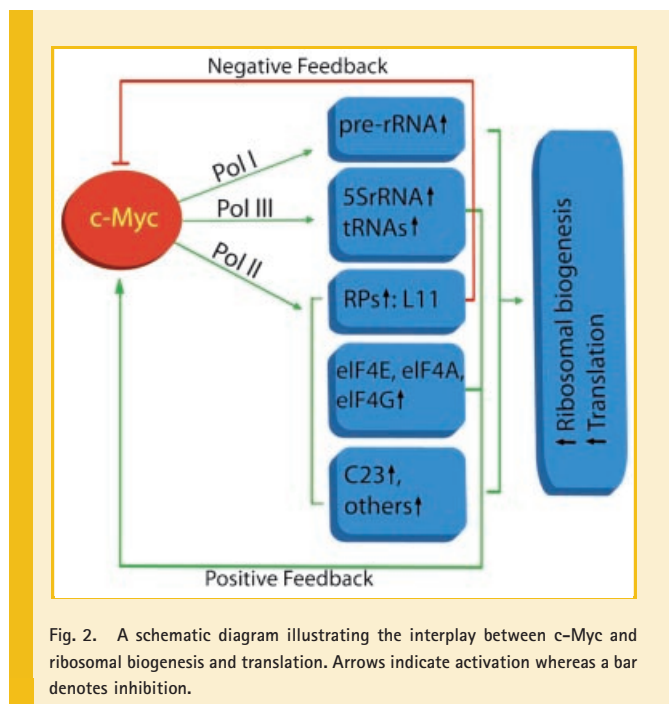 Negative Feedback
pre-rRNA↑
Pol I
c-Myc
Pol III
5SrRNA↑
tRNAs↑
Pol II
RPs↑: L11
eIF4E, eIF4A,
eIF4G↑
C23↑,
others↑
↑Ribosomal biogenesis
↑Translation
Positive Feedback
Fig. 2. A schematic diagram illustrating the interplay between c-Myc and
ribosomal biogenesis and translation. Arrows indicate activation whereas a bar
denotes inhibition.